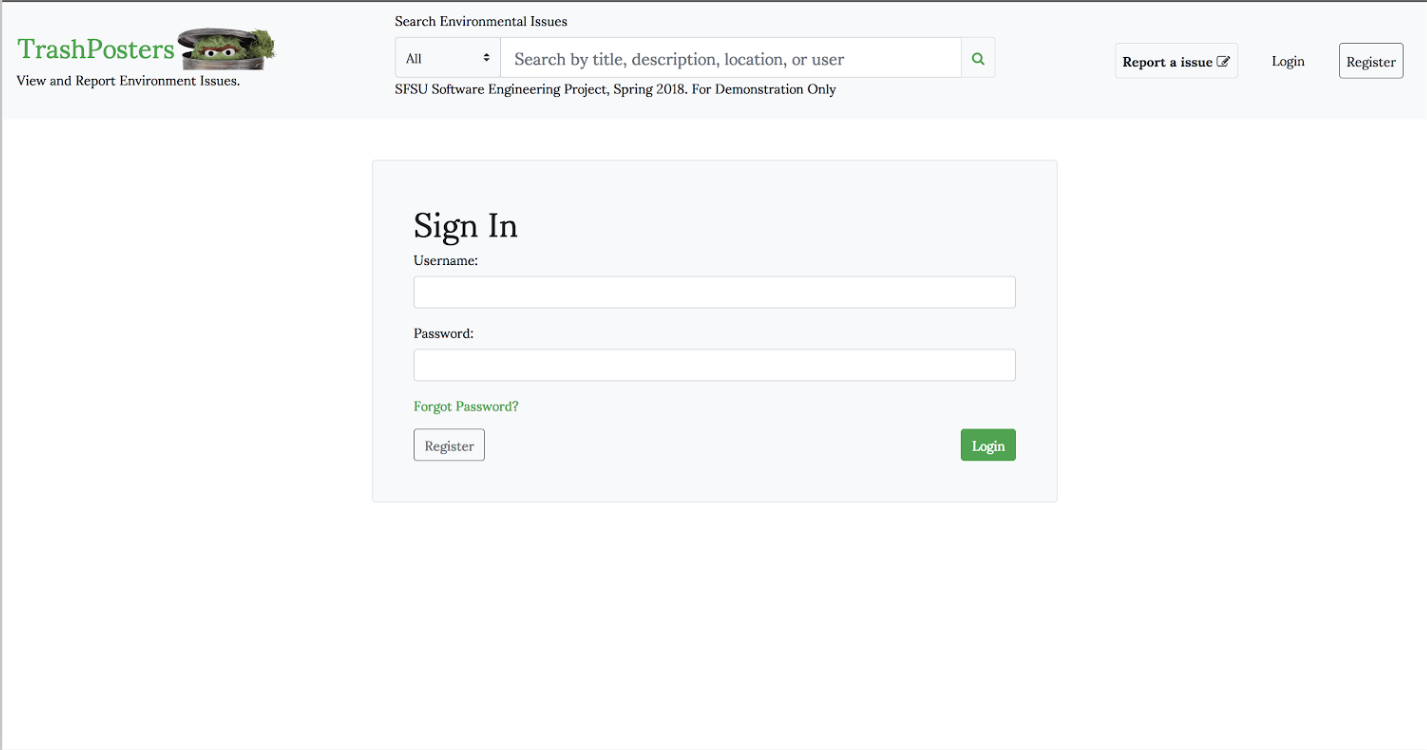 TrashPosters
View and Report Environment Issues.
Search Environmental Issues
All
Search by title, description, location, or user
SFSU Software Engineering Project, Spring 2018. For Demonstration Only
Report a issue
Login
Register
Sign In
Username:
Password:
Forgot Password?
Register
Login